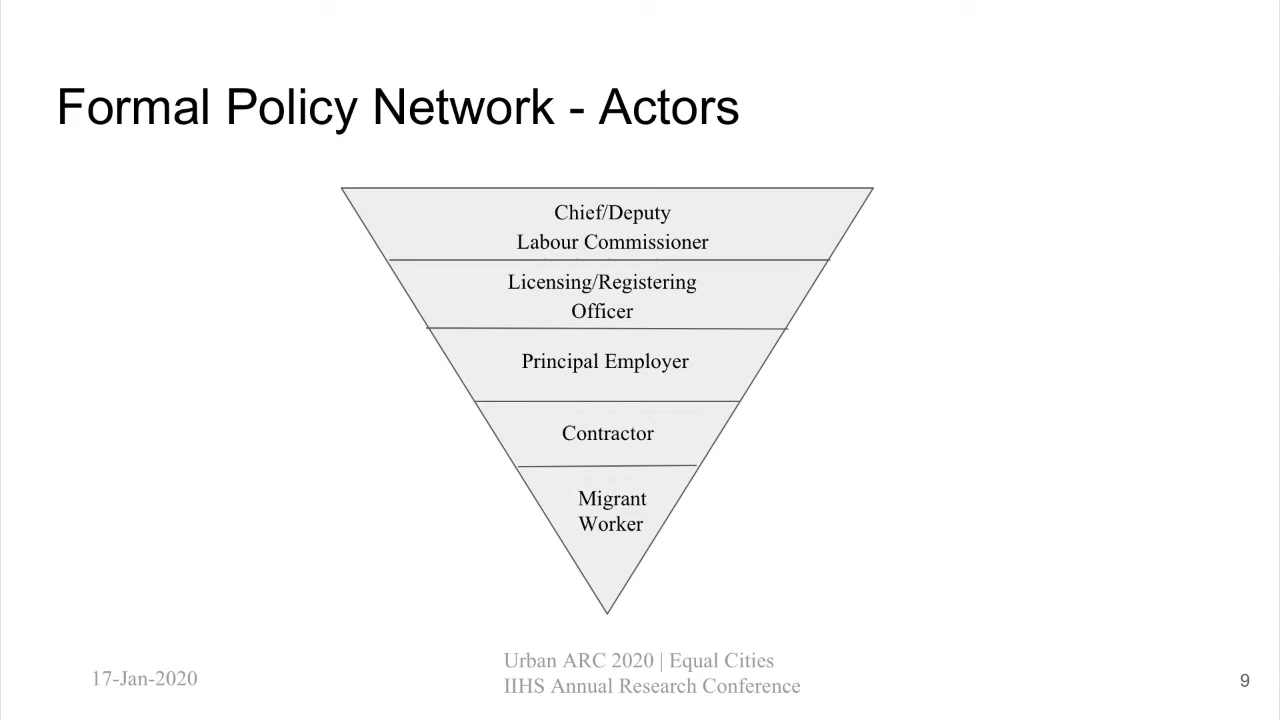 Formal Policy Network - Actors
Chief/Deputy
Labour Commissioner
Licensing/Registering
Officer
Principal Employer
Contractor
Migrant
Worker
17-Jan-2020
Urban ARC 2020 | Equal Cities
IIHS Annual Research Conference
9